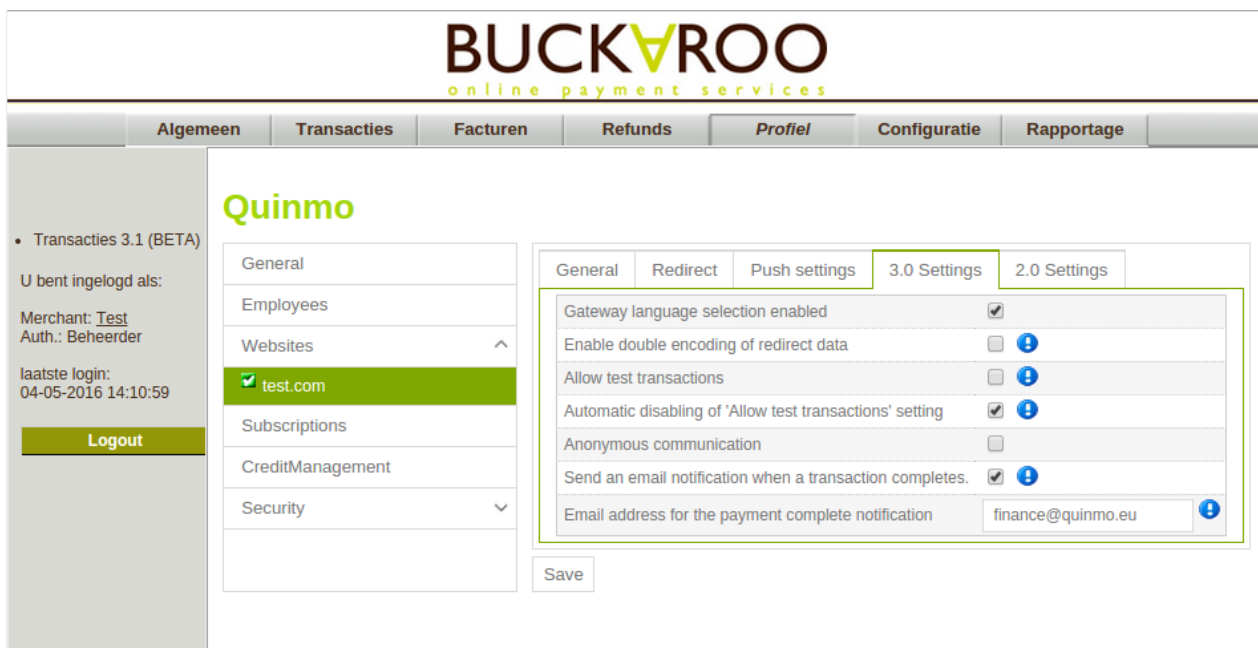 BUCKAROO
online payment services
Algemeen Transacties Facturen Refunds Profiel Configuratie Rapportage
• Transacties 3.1 (BETA)
U bent ingelogd als:
Merchant: Test
Auth.: Beheerder
laatste login:
04-05-2016 14:10:59
Logout
Quinmo
General
Employees
Websites
test.com
Subscriptions
CreditManagement
Security
General Redirect Push settings 3.0 Settings 2.0 Settings
Gateway language selection enabled
Enable double encoding of redirect data
Allow test transactions
Automatic disabling of 'Allow test transactions' setting
Anonymous communication
Send an email notification when a transaction completes.
Email address for the payment complete notification finance@quinmo.eu
Save